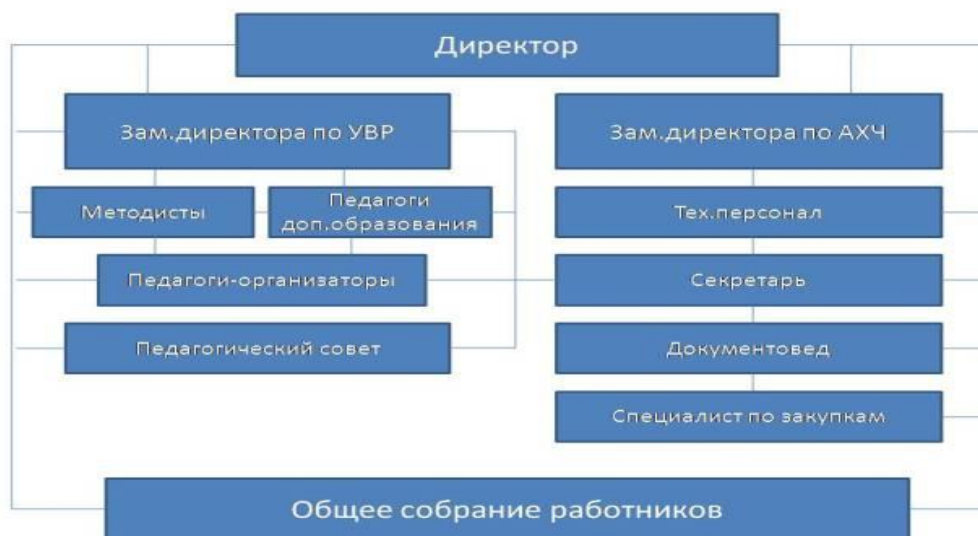 Директор
Зам.директора по УВР
Зам.директора по АХЧ
Методисты
Педагоги
доп.образования
Тех.персонал
Педагоги-организаторы
Секретарь
Педагогический совет
Документовед
Специалист по закупкам
Общее собрание работников